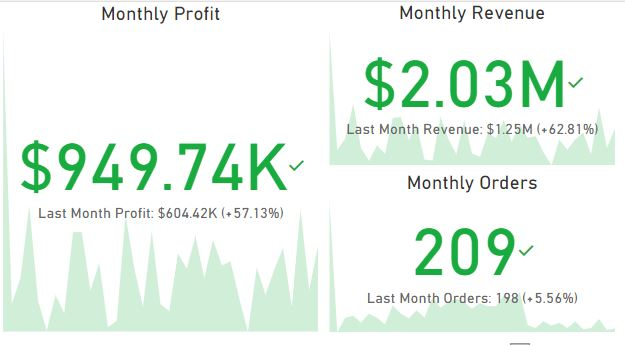 Monthly Profit
$949.74K
Last Month Profit: $604.42K (+57.13%)
Monthly Revenue
$2.03M
Last Month Revenue: $1.25M (+62.81%)
Monthly Orders
209
Last Month Orders: 198 (+5.56%)